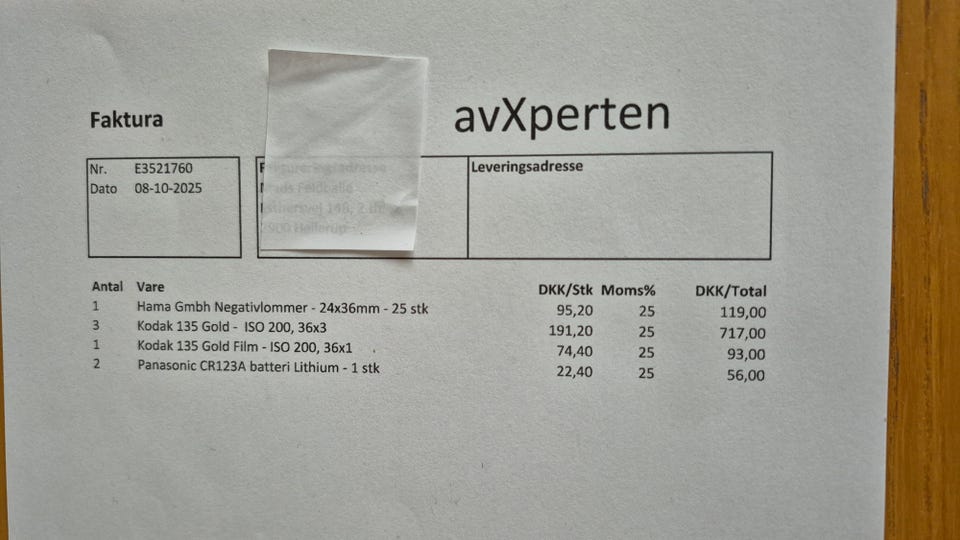 Faktura
avXperten
Nr. E3521760
Dato 08-10-2025
Leveringsadresse
Antal Vare DKK/Stk Moms% DKK/Total
1 Hama Gmbh Negativlommer - 24x36mm - 25 stk 95,20 25 119,00
3 Kodak 135 Gold - ISO 200, 36x3 191,20 25 717,00
1 Kodak 135 Gold Film - ISO 200, 36x1 74,40 25 93,00
2 Panasonic CR123A batteri Lithium - 1 stk 22,40 25 56,00